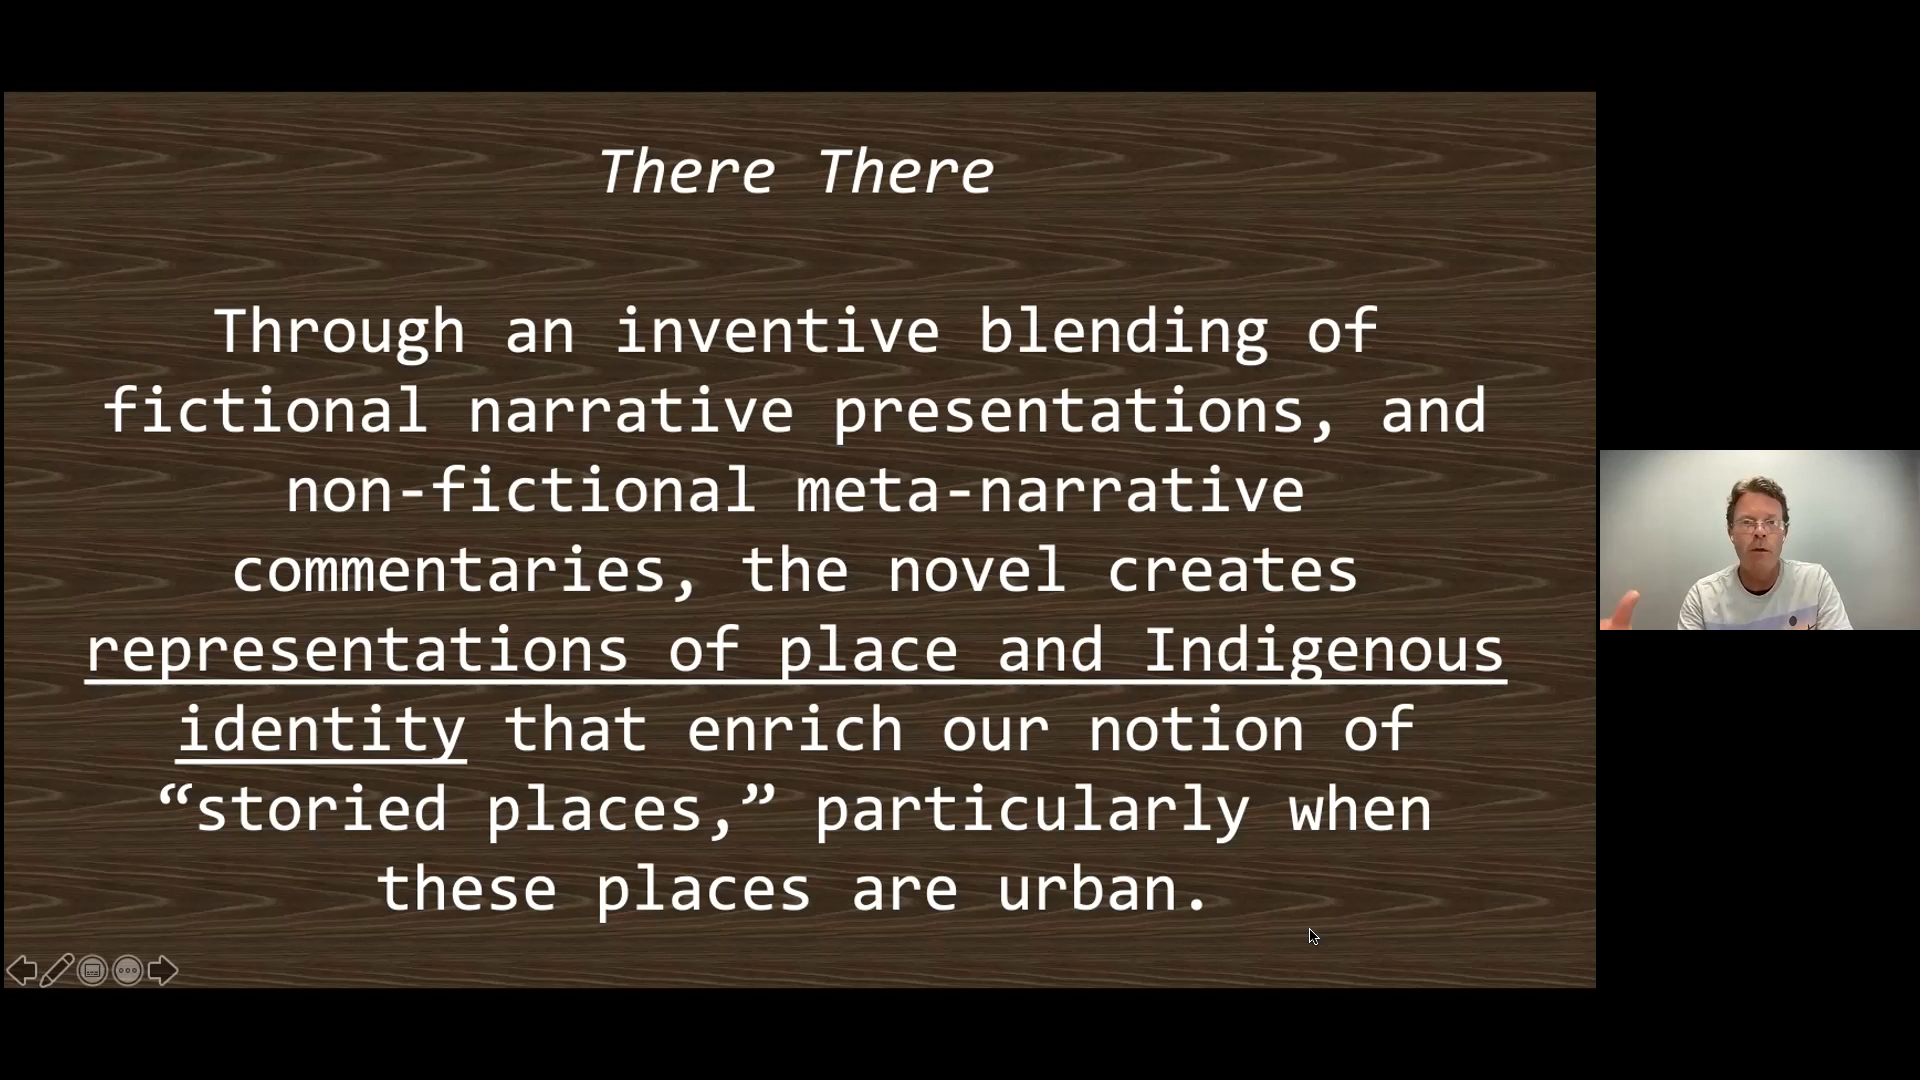 There There
Through an inventive blending of
fictional narrative presentations, and
non-fictional meta-narrative
commentaries, the novel creates
representations of place and Indigenous
identity that enrich our notion of
“storied places,” particularly when
these places are urban.